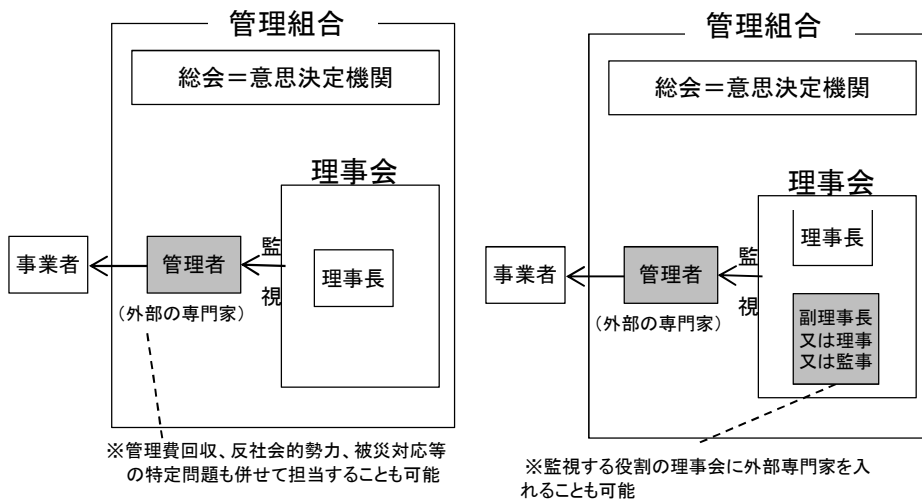 管理組合
総会＝意思決定機関
理事会
理事長
監
視
管理者
事業者
（外部の専門家）
※管理費回収、反社会的勢力、被災対応等
の特定問題も併せて担当することも可能
管理組合
総会＝意思決定機関
理事会
理事長
副理事長
又は理事
又は監事
監
視
管理者
事業者
（外部の専門家）
※監視する役割の理事会に外部専門家を入
れることも可能